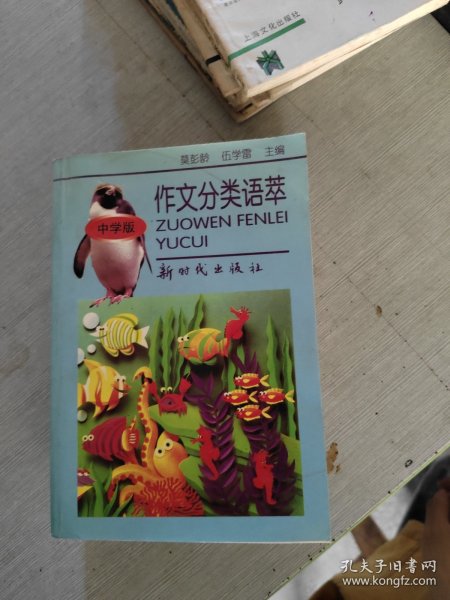 上海文化出版社
莫彭龄 伍学雷 主编
作文分类语萃
中学版
ZUOWEN FENLEI
YUCUI
新时代出版社
孔夫子旧书网
www.kongfz.com